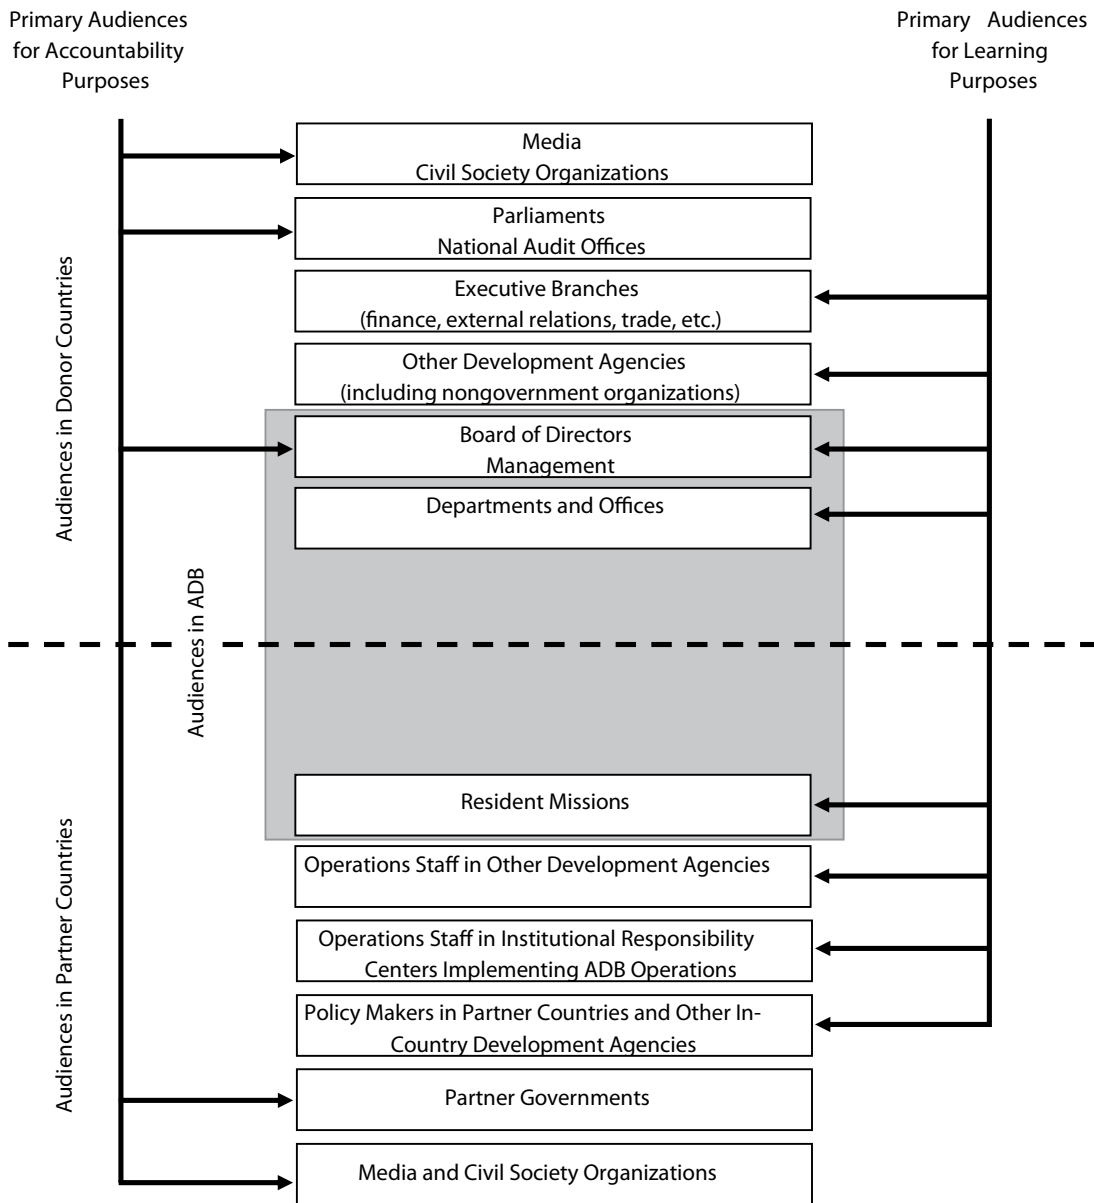 Primary Audiences
for Accountability
Purposes
Primary Audiences
for Learning
Purposes
Media
Civil Society Organizations
Parliaments
National Audit Offices
Executive Branches
(finance, external relations, trade, etc.)
Other Development Agencies
(including nongovernment organizations)
Board of Directors
Management
Departments and Offices
Audiences in Donor Countries
Audiences in ADB
Resident Missions
Operations Staff in Other Development Agencies
Operations Staff in Institutional Responsibility
Centers Implementing ADB Operations
Policy Makers in Partner Countries and Other In-
Country Development Agencies
Partner Governments
Media and Civil Society Organizations
Audiences in Partner Countries